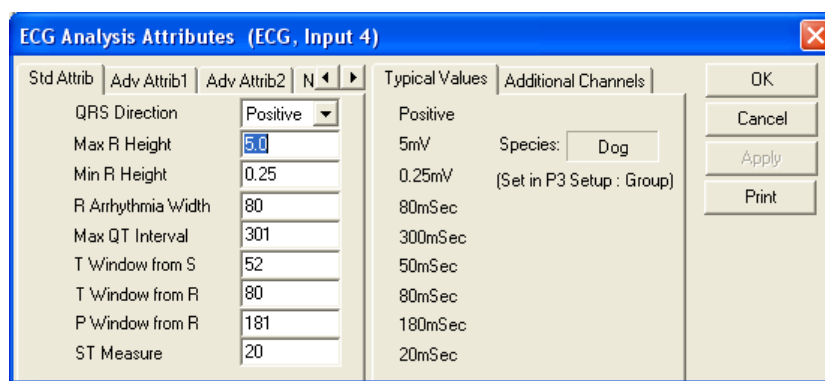 ECG Analysis Attributes (ECG, Input 4)
Std Attrib Adv Attrib1 Adv Attrib2 N Typical Values Additional Channels OK
QRS Direction Positive Positive Cancel
Max R Height 5.0 5mV Species: Dog Apply
Min R Height 0.25 0.25mV (Set in P3 Setup : Group) Print
R Arrhythmia Width 80 80mSec
Max QT Interval 301 300mSec
T Window from S 52 50mSec
T Window from R 80 80mSec
P Window from R 181 180mSec
ST Measure 20 20mSec